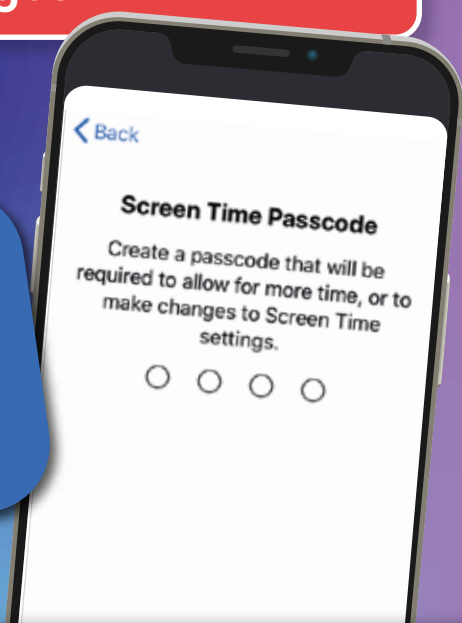 Back
Screen Time Passcode
Create a passcode that will be
required to allow for more time, or to
make changes to Screen Time
settings.